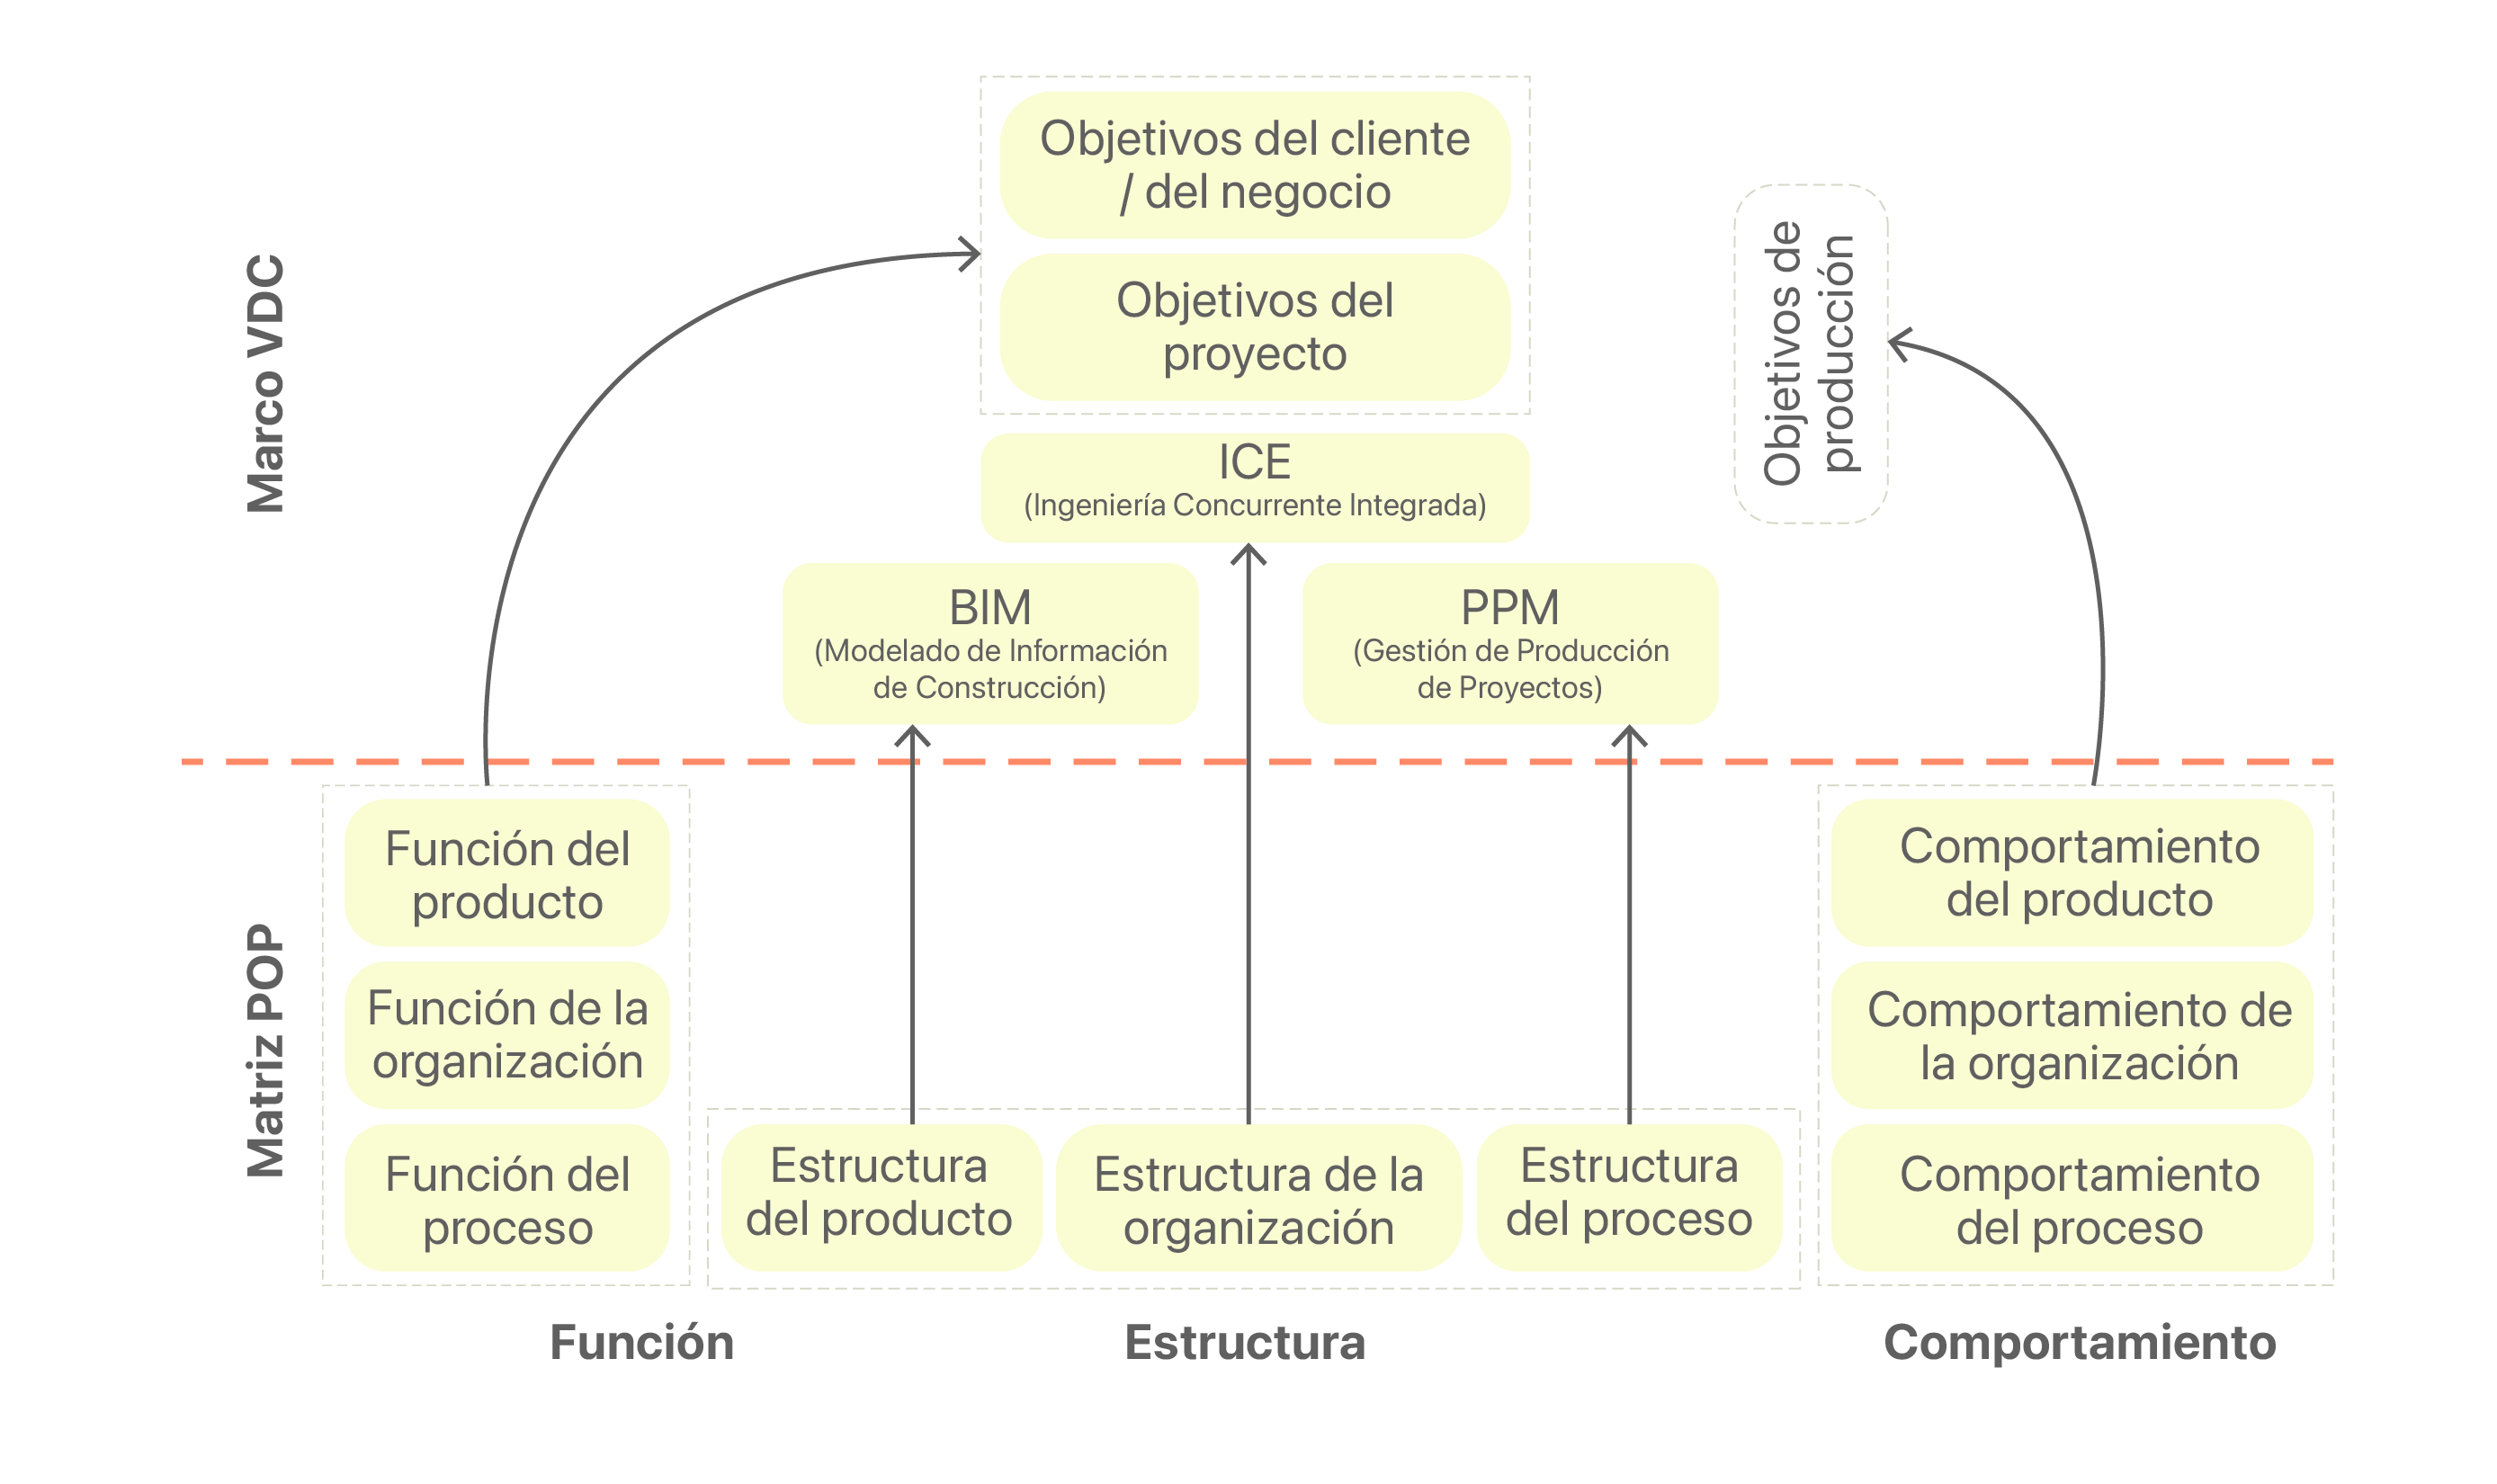 Marco VDC
Objetivos del cliente
/ del negocio
Objetivos del
proyecto
Objetivos de
producción
ICE
(Ingeniería Concurrente Integrada)
BIM
(Modelado de Información
de Construcción)
PPM
(Gestión de Producción
de Proyectos)
Matriz POP
Función del
producto
Función de la
organización
Función del
proceso
Estructura
del producto
Estructura de la
organización
Estructura
del proceso
Comportamiento
del producto
Comportamiento de
la organización
Comportamiento
del proceso
Función
Estructura
Comportamiento